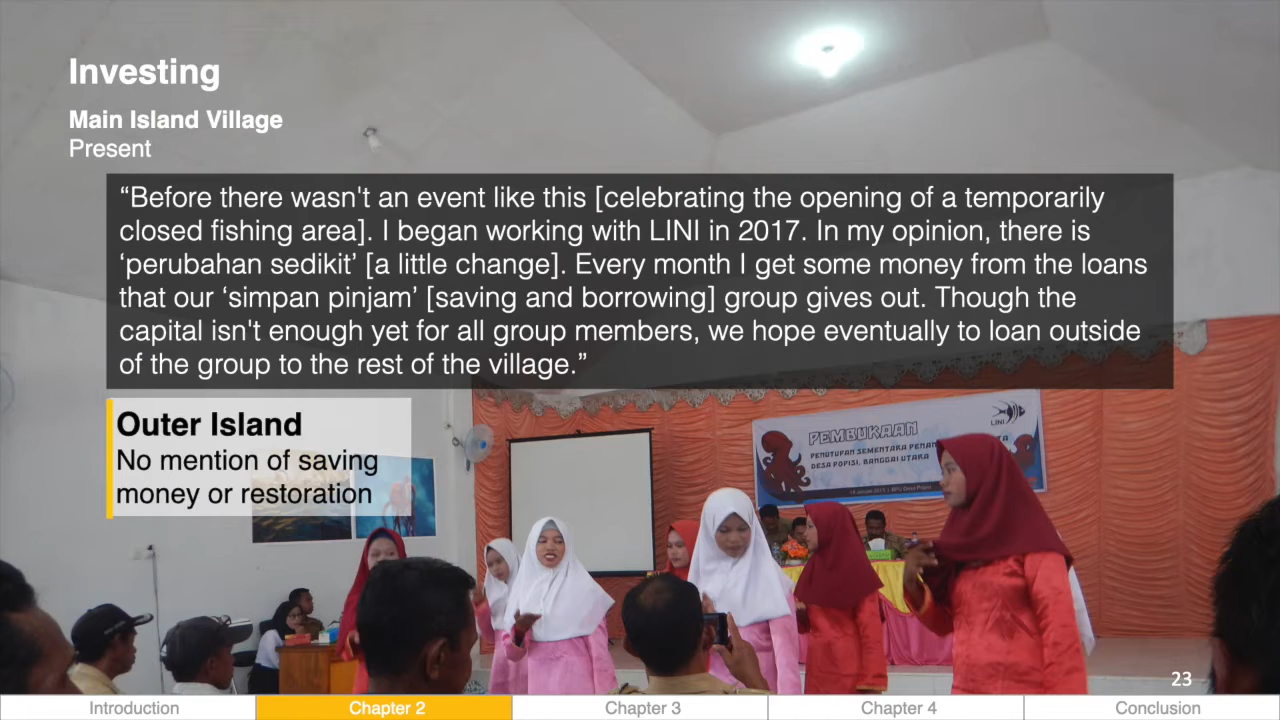 Investing
Main Island Village
Present
“Before there wasn't an event like this [celebrating the opening of a temporarily
closed fishing area]. I began working with LINI in 2017. In my opinion, there is
‘perubahan sedikit’ [a little change]. Every month I get some money from the loans
that our ‘simpan pinjam’ [saving and borrowing] group gives out. Though the
capital isn't enough yet for all group members, we hope eventually to loan outside
of the group to the rest of the village.”
Outer Island
No mention of saving
money or restoration
LINI
PEMBUKAAN
PENUTUPAN SEMENTARA
DESA POPISI, BANGGAI UTARA
23
Introduction
Chapter 2
Chapter 3
Chapter 4
Conclusion